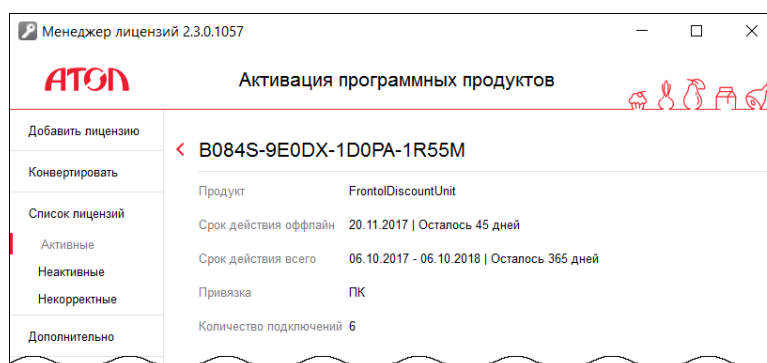 Менеджер лицензий 2.3.0.1057
АТОЛ
Активация программных продуктов
Добавить лицензию
Конвертировать
Список лицензий
Активные
Неактивные
Некорректные
Дополнительно
B084S-9E0DX-1D0PA-1R55M
Продукт FrontolDiscountUnit
Срок действия оффлайн 20.11.2017 | Осталось 45 дней
Срок действия всего 06.10.2017 - 06.10.2018 | Осталось 365 дней
Привязка ПК
Количество подключений 6